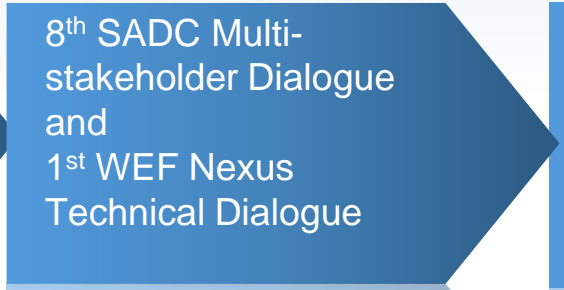 8th SADC Multi-
stakeholder Dialogue
and
1st WEF Nexus
Technical Dialogue